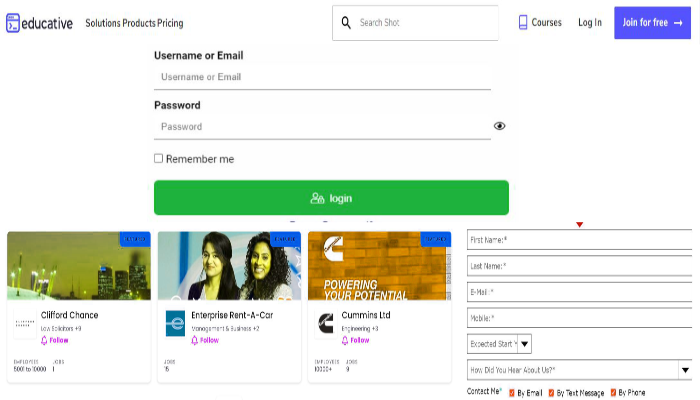 educative
Solutions Products Pricing
Search Shot
Courses
Log In
Join for free →
Username or Email
Username or Email
Password
Password
Remember me
login
Clifford Chance
Law Solicitors +9
Follow
EMPLOYEES JOBS
5001 to 10000 1
Enterprise Rent-A-Car
Management & Business +2
Follow
JOBS
15
POWERING
YOUR POTENTIAL
Cummins Ltd
Engineering +3
Follow
EMPLOYEES JOBS
10000+ 9
First Name:*
Last Name:*
E-Mail:*
Mobile:*
Expected Start
How Did You Hear About Us?*
Contact Me* By Email By Text Message By Phone